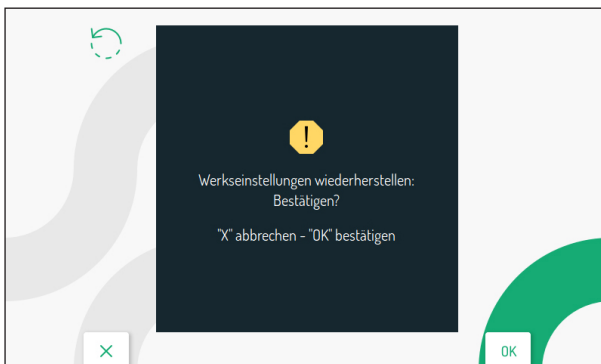 !
Werkseinstellungen wiederherstellen:
Bestätigen?
"X" abbrechen - "OK" bestätigen
X
OK